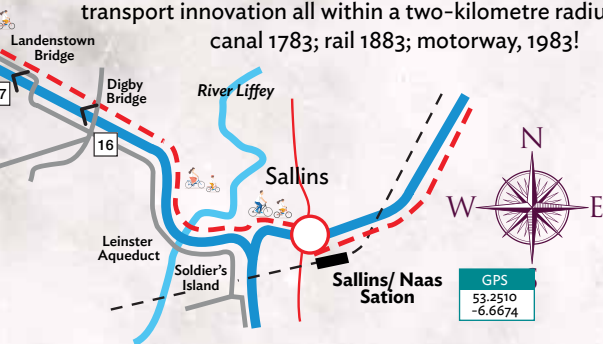 transport innovation all within a two-kilometre radiu
canal 1783; rail 1883; motorway, 1983!
Landenstown
Bridge
Digby
Bridge
River Liffey
7
16
Sallins
N
W
E
Leinster
Aqueduct
Soldier's
Island
Sallins/ Naas
Sation
GPS
53.2510
-6.6674